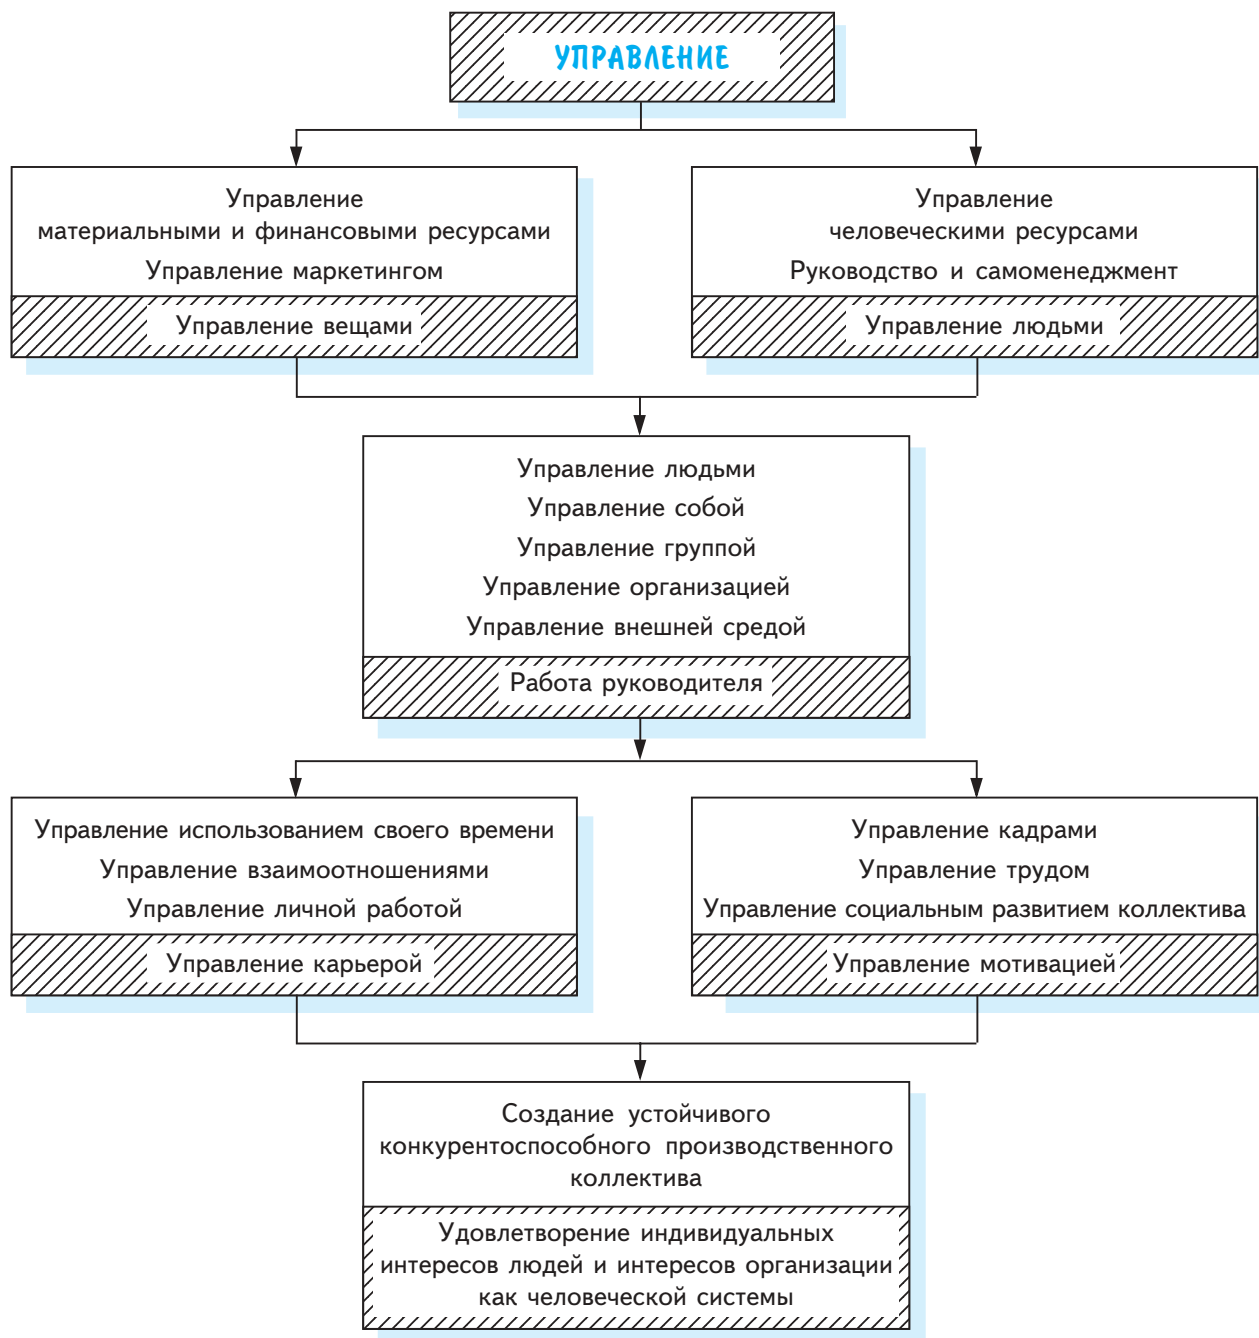 УПРАВЛЕНИЕ
Управление
материальными и финансовыми ресурсами
Управление маркетингом
Управление вещами
Управление
человеческими ресурсами
Руководство и самоменеджмент
Управление людьми
Управление людьми
Управление собой
Управление группой
Управление организацией
Управление внешней средой
Работа руководителя
Управление использованием своего времени
Управление взаимоотношениями
Управление личной работой
Управление карьерой
Управление кадрами
Управление трудом
Управление социальным развитием коллектива
Управление мотивацией
Создание устойчивого
конкурентоспособного производственного
коллектива
Удовлетворение индивидуальных
интересов людей и интересов организации
как человеческой системы